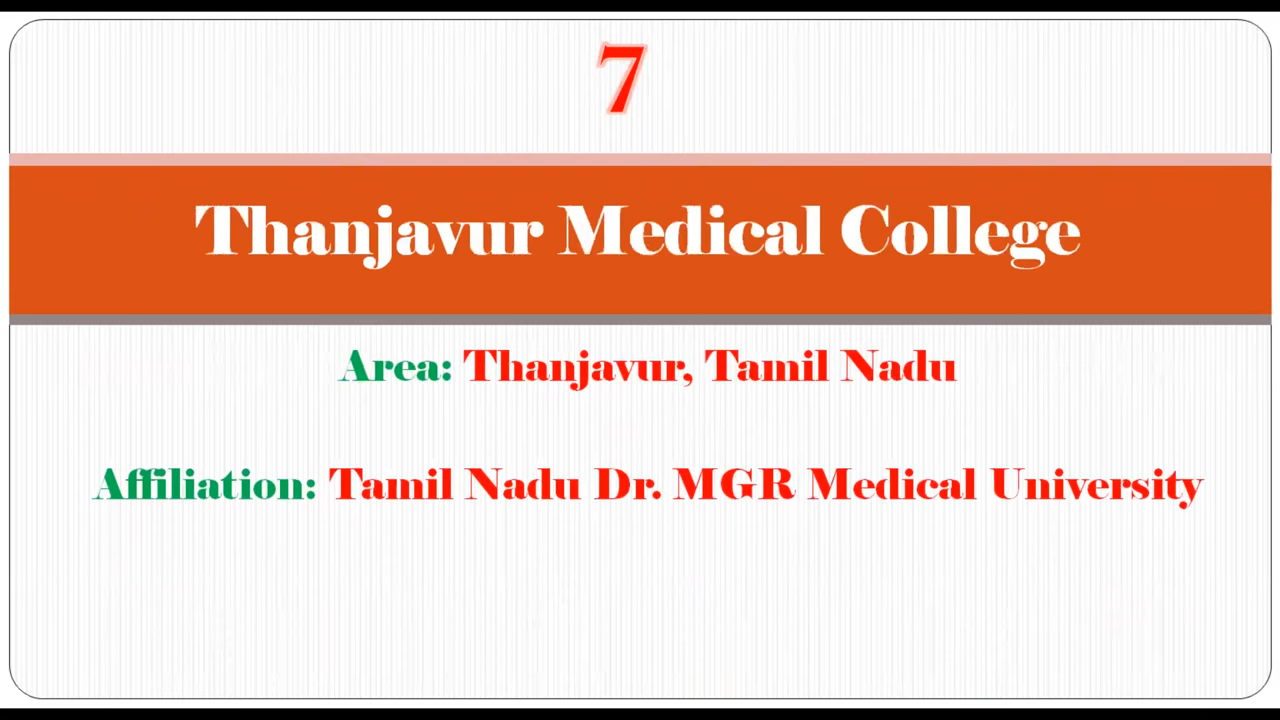 7
Thanjavur Medical College
Area: Thanjavur, Tamil Nadu
Affiliation: Tamil Nadu Dr. MGR Medical University